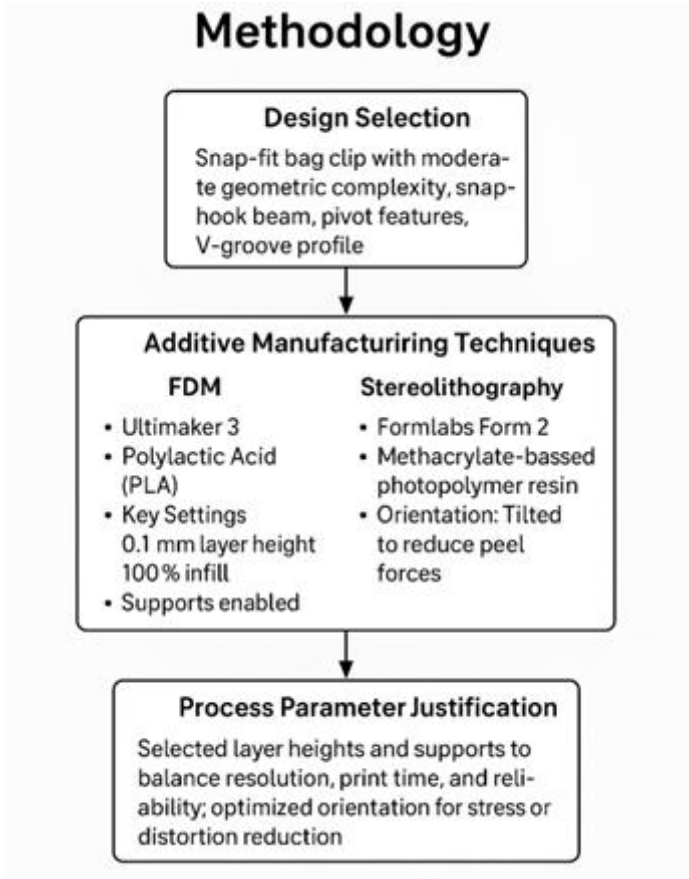 Methodology
Design Selection
Snap-fit bag clip with modera-
te geometric complexity, snap-
hook beam, pivot features,
V-groove profile
Additive Manufacturiring Techniques
FDM
• Ultimaker 3
• Polylactic Acid
(PLA)
• Key Settings
0.1 mm layer height
100% infill
• Supports enabled
Stereolithography
• Formlabs Form 2
• Methacrylate-bassed
photopolymer resin
• Orientation: Tilted
to reduce peel
forces
Process Parameter Justification
Selected layer heights and supports to
balance resolution, print time, and reli-
ability; optimized orientation for stress or
distortion reduction